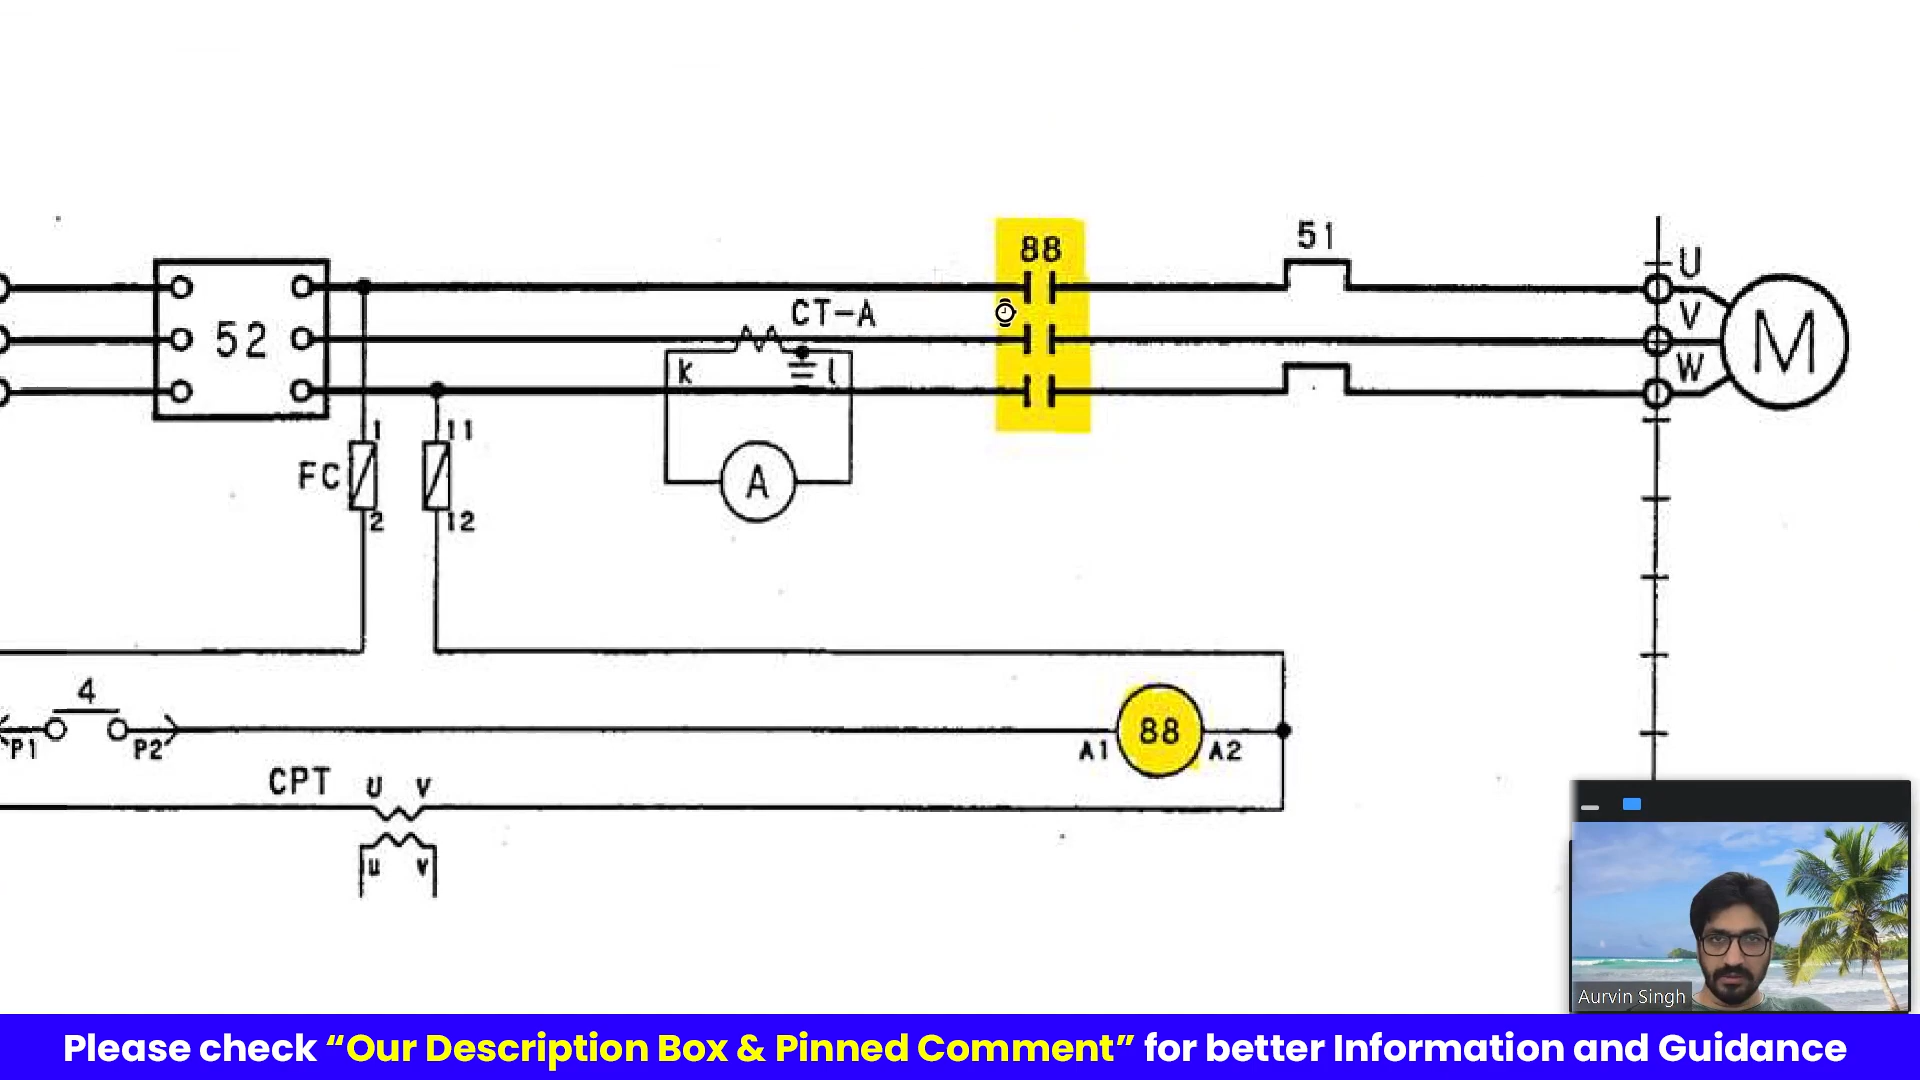 88
51
U
CT-A
V
52
M
k
l
W
1
11
FC
A
2
12
4
88
P1
P2
A1
A2
CPT
U
V
u
v
Aurvin Singh
Please check “Our Description Box & Pinned Comment” for better Information and Guidance